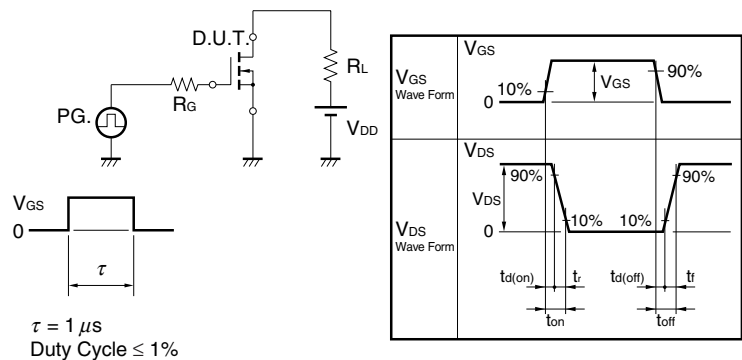 D.U.T.
RL
RG
PG.
VDD
VGS
0
τ
τ = 1 μs
Duty Cycle ≤ 1%
VGS
Wave Form
VGS
10%
VGS
90%
0
VDS
Wave Form
VDS
90%
VDS
10%
10%
90%
0
td(on)
tr
td(off)
tf
ton
toff